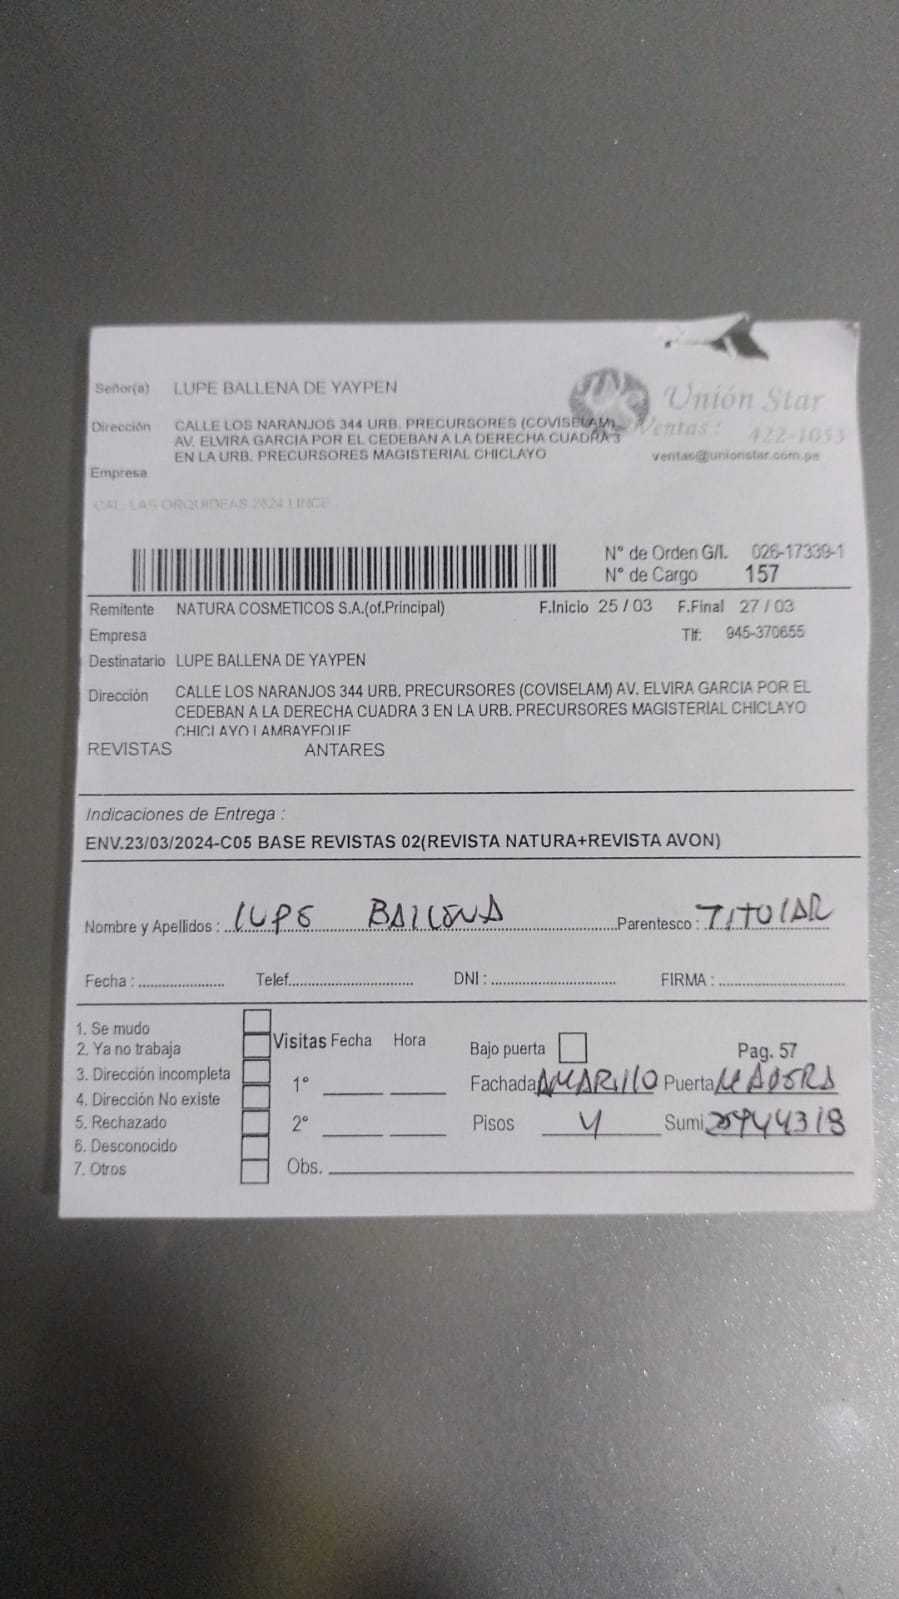 Señor(a) LUPE BALLENA DE YAYPEN
Unión Star
Dirección CALLE LOS NARANJOS 344 URB. PRECURSORES (COVISELAM)
Ventas: 422-1053
AV. ELVIRA GARCIA POR EL CEDEBAN A LA DERECHA CUADRA 3
EN LA URB. PRECURSORES MAGISTERIAL CHICLAYO
ventas@unionstar.com.pe
Empresa
CAL. LAS ORQUIDEAS 2624 LINCE
N° de Orden G/I. 026-17339-1
N° de Cargo 157
Remitente NATURA COSMETICOS S.A.(of.Principal) F.Inicio 25 / 03 F.Final 27 / 03
Empresa Tlf: 945-370655
Destinatario LUPE BALLENA DE YAYPEN
Dirección CALLE LOS NARANJOS 344 URB. PRECURSORES (COVISELAM) AV. ELVIRA GARCIA POR EL
CEDEBAN A LA DERECHA CUADRA 3 EN LA URB. PRECURSORES MAGISTERIAL CHICLAYO
CHICLAYO LAMBAYEQUE
REVISTAS ANTARES
Indicaciones de Entrega :
ENV.23/03/2024-C05 BASE REVISTAS 02(REVISTA NATURA+REVISTA AVON)
Nombre y Apellidos : LUPE BALLENA Parentesco : TITULAR
Fecha : Telef. DNI : FIRMA :
1. Se mudo
2. Ya no trabaja Visitas Fecha Hora Bajo puerta Pag. 57
3. Dirección incompleta 1° Fachada AMARILLO Puerta MADERA
4. Dirección No existe
5. Rechazado 2° Pisos Sumi
6. Desconocido
7. Otros Obs.